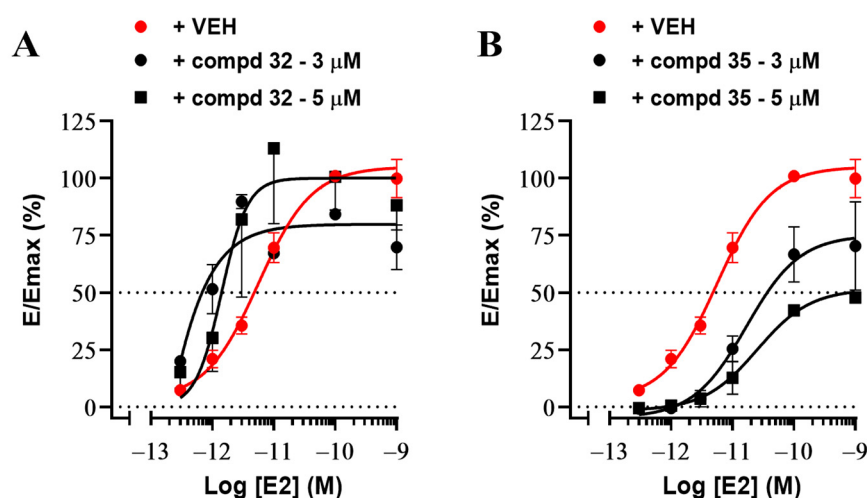 A
+ VEH
+ compd 32 - 3 μM
+ compd 32 - 5 μM
E/Emax (%)
125
100
75
50
25
0
−13
−12
−11
−10
−9
Log [E2] (M)
B
+ VEH
+ compd 35 - 3 μM
+ compd 35 - 5 μM
E/Emax (%)
125
100
75
50
25
0
−13
−12
−11
−10
−9
Log [E2] (M)